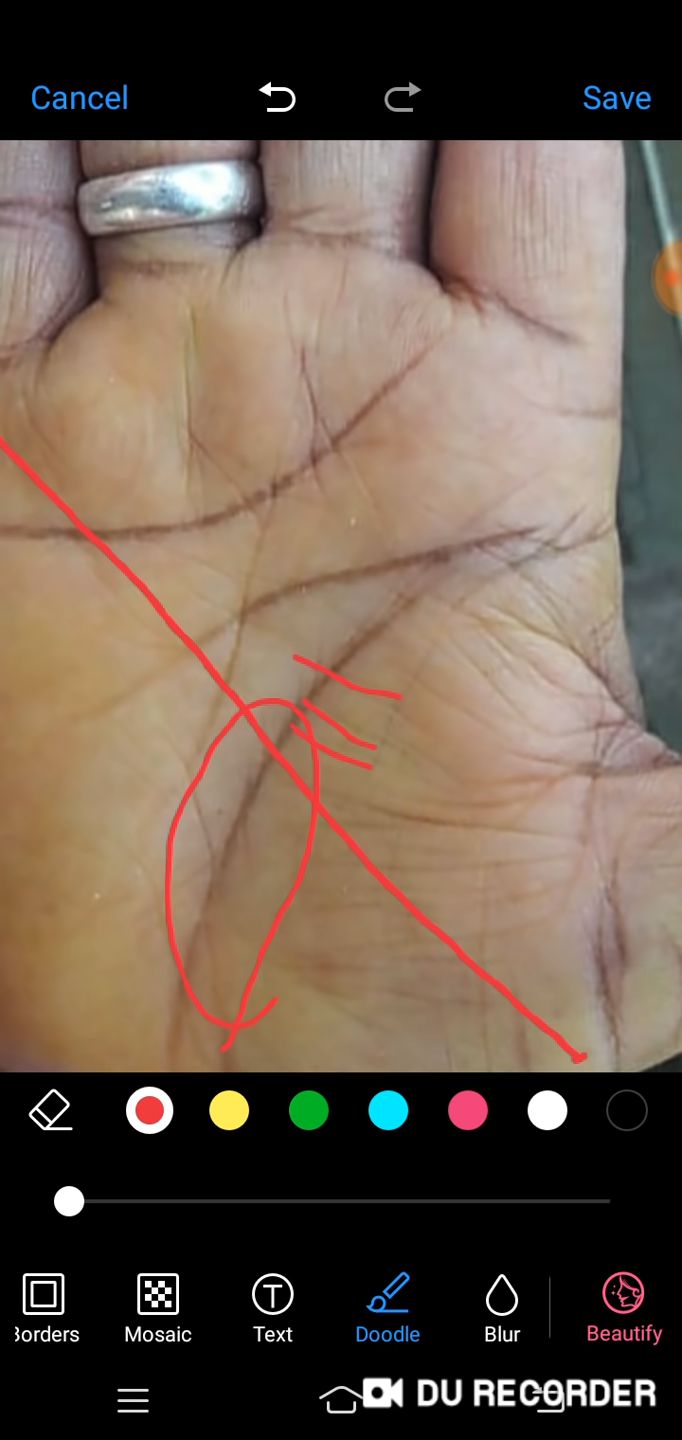 Cancel
Save
Borders
Mosaic
Text
Doodle
Blur
Beautify
DU RECORDER